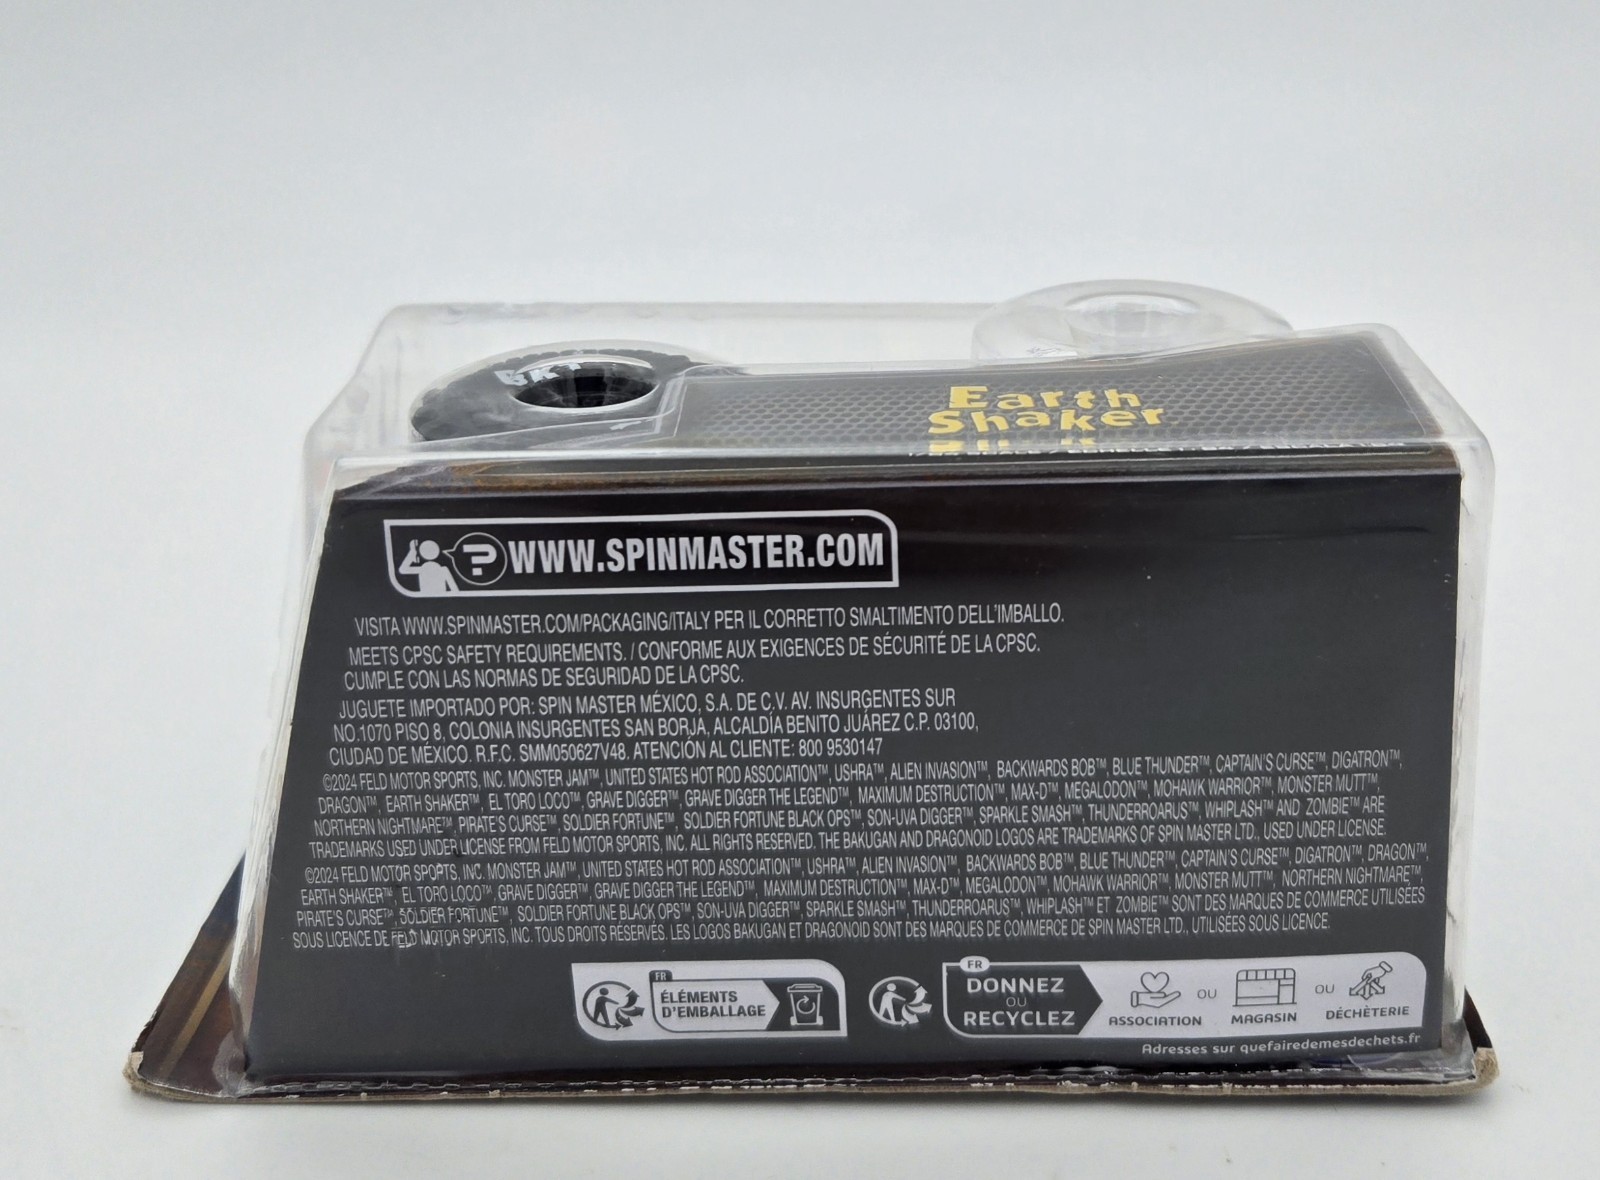 BKT
Earth
Shaker
WWW.SPINMASTER.COM
VISITA WWW.SPINMASTER.COM/PACKAGING/ITALY PER IL CORRETTO SMALTIMENTO DELL'IMBALLO.
MEETS CPSC SAFETY REQUIREMENTS. / CONFORME AUX EXIGENCES DE SÉCURITÉ DE LA CPSC.
CUMPLE CON LAS NORMAS DE SEGURIDAD DE LA CPSC.
JUGUETE IMPORTADO POR: SPIN MASTER MÉXICO, S.A. DE C.V. AV. INSURGENTES SUR
NO.1070 PISO 8, COLONIA INSURGENTES SAN BORJA, ALCALDÍA BENITO JUÁREZ C.P. 03100,
CIUDAD DE MÉXICO. R.F.C. SMM050627V48. ATENCIÓN AL CLIENTE: 800 9530147
©2024 FELD MOTOR SPORTS, INC. MONSTER JAM™, UNITED STATES HOT ROD ASSOCIATION™, USHRA™, ALIEN INVASION™, BACKWARDS BOB™, BLUE THUNDER™, CAPTAIN'S CURSE™, DIGATRON™,
DRAGON™, EARTH SHAKER™, EL TORO LOCO™, GRAVE DIGGER™, GRAVE DIGGER THE LEGEND™, MAXIMUM DESTRUCTION™, MAX-D™, MEGALODON™, MOHAWK WARRIOR™, MONSTER MUTT™,
NORTHERN NIGHTMARE™, PIRATE'S CURSE™, SOLDIER FORTUNE™, SOLDIER FORTUNE BLACK OPS™, SON-UVA DIGGER™, SPARKLE SMASH™, THUNDERROARUS™, WHIPLASH™ AND ZOMBIE™ ARE
TRADEMARKS USED UNDER LICENSE FROM FELD MOTOR SPORTS, INC. ALL RIGHTS RESERVED. THE BAKUGAN AND DRAGONOID LOGOS ARE TRADEMARKS OF SPIN MASTER LTD., USED UNDER LICENSE.
©2024 FELD MOTOR SPORTS, INC. MONSTER JAM™, UNITED STATES HOT ROD ASSOCIATION™, USHRA™, ALIEN INVASION™, BACKWARDS BOB™, BLUE THUNDER™, CAPTAIN'S CURSE™, DIGATRON™, DRAGON™,
EARTH SHAKER™, EL TORO LOCO™, GRAVE DIGGER™, GRAVE DIGGER THE LEGEND™, MAXIMUM DESTRUCTION™, MAX-D™, MEGALODON™, MOHAWK WARRIOR™, MONSTER MUTT™, NORTHERN NIGHTMARE™,
PIRATE'S CURSE™, SOLDIER FORTUNE™, SOLDIER FORTUNE BLACK OPS™, SON-UVA DIGGER™, SPARKLE SMASH™, THUNDERROARUS™, WHIPLASH™ ET ZOMBIE™ SONT DES MARQUES DE COMMERCE UTILISÉES
SOUS LICENCE DE FELD MOTOR SPORTS, INC. TOUS DROITS RÉSERVÉS. LES LOGOS BAKUGAN ET DRAGONOID SONT DES MARQUES DE COMMERCE DE SPIN MASTER LTD., UTILISÉES SOUS LICENCE.
FR
ÉLÉMENTS
D'EMBALLAGE
FR
DONNEZ
OU
RECYCLEZ
ASSOCIATION OU MAGASIN OU DÉCHÈTERIE
Adresses sur quefairedemesdechets.fr